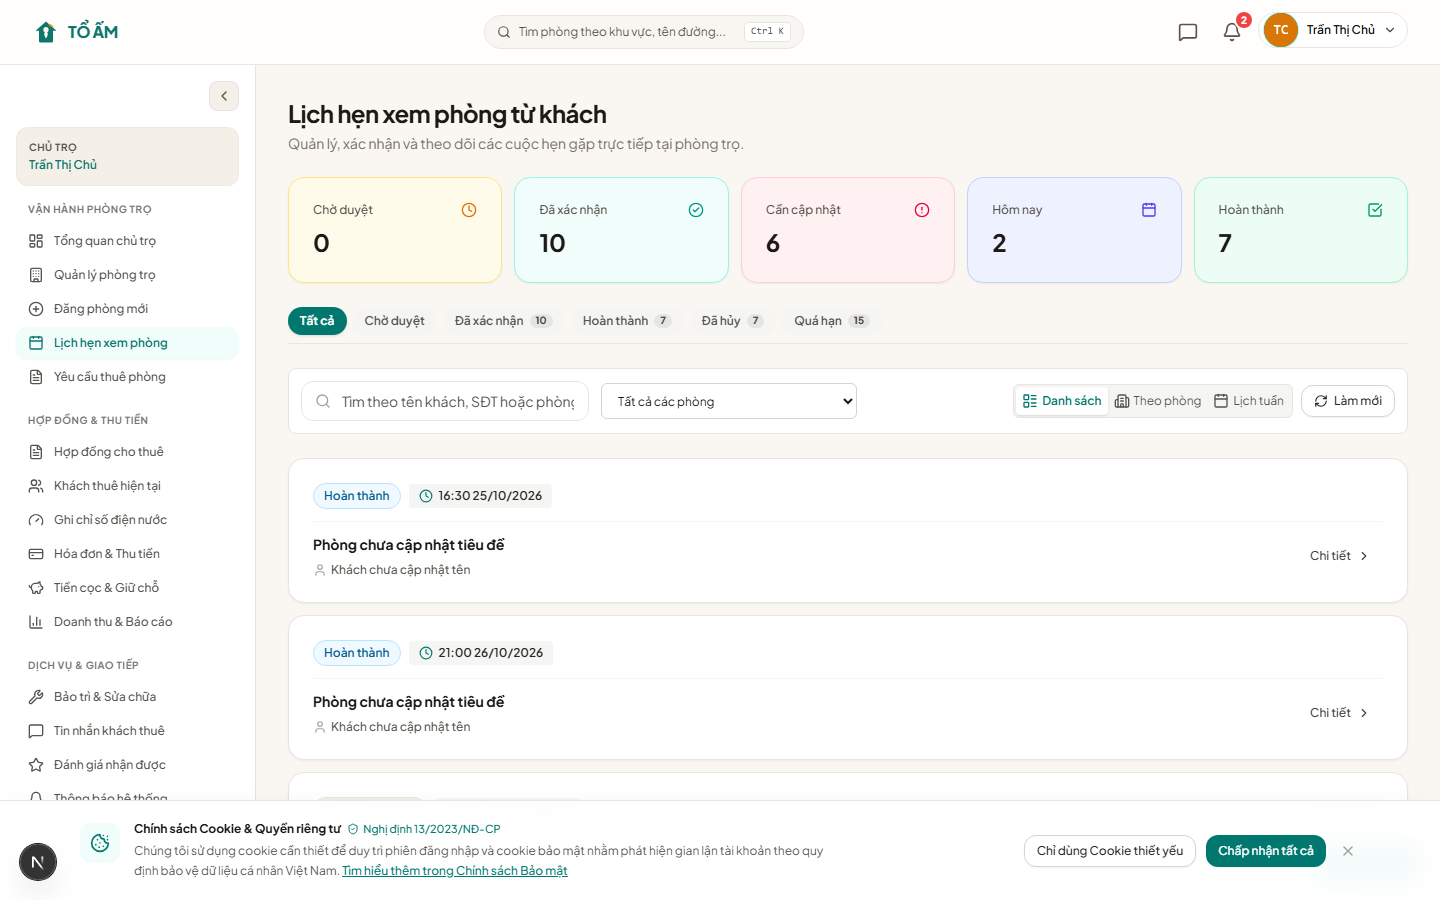 TỔ ẤM
Tìm phòng theo khu vực, tên đường...
Ctrl K
2
TC
Trần Thị Chủ
CHỦ TRỌ
Trần Thị Chủ
VẬN HÀNH PHÒNG TRỌ
Tổng quan chủ trọ
Quản lý phòng trọ
Đăng phòng mới
Lịch hẹn xem phòng
Yêu cầu thuê phòng
HỢP ĐỒNG & THU TIỀN
Hợp đồng cho thuê
Khách thuê hiện tại
Ghi chỉ số điện nước
Hóa đơn & Thu tiền
Tiền cọc & Giữ chỗ
Doanh thu & Báo cáo
DỊCH VỤ & GIAO TIẾP
Bảo trì & Sửa chữa
Tin nhắn khách thuê
Đánh giá nhận được
Thông báo hệ thống
Lịch hẹn xem phòng từ khách
Quản lý, xác nhận và theo dõi các cuộc hẹn gặp trực tiếp tại phòng trọ.
Chờ duyệt
0
Đã xác nhận
10
Cần cập nhật
6
Hôm nay
2
Hoàn thành
7
Tất cả
Chờ duyệt
Đã xác nhận 10
Hoàn thành 7
Đã hủy 7
Quá hạn 15
Tìm theo tên khách, SĐT hoặc phòng
Tất cả các phòng
Danh sách
Theo phòng
Lịch tuần
Làm mới
Hoàn thành
16:30 25/10/2026
Phòng chưa cập nhật tiêu đề
Khách chưa cập nhật tên
Chi tiết
Hoàn thành
21:00 26/10/2026
Phòng chưa cập nhật tiêu đề
Khách chưa cập nhật tên
Chi tiết
N
Chính sách Cookie & Quyền riêng tư
Nghị định 13/2023/NĐ-CP
Chúng tôi sử dụng cookie cần thiết để duy trì phiên đăng nhập và cookie bảo mật nhằm phát hiện gian lận tài khoản theo quy
định bảo vệ dữ liệu cá nhân Việt Nam. Tìm hiểu thêm trong Chính sách Bảo mật
Chỉ dùng Cookie thiết yếu
Chấp nhận tất cả